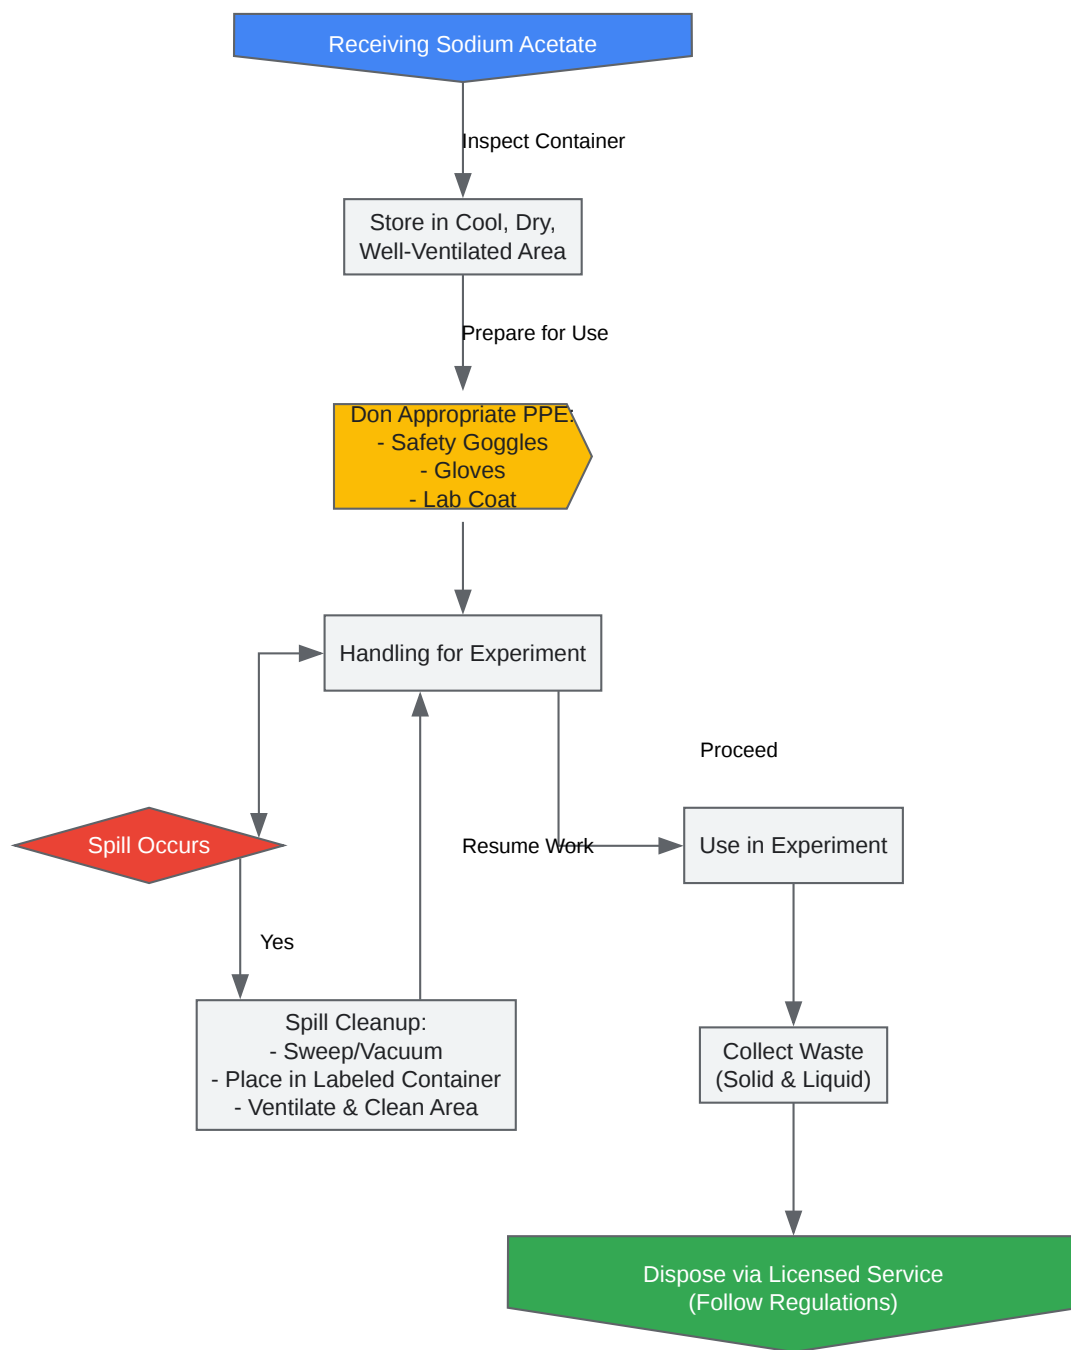 Receiving Sodium Acetate
Inspect Container
Store in Cool, Dry,
Well-Ventilated Area
Prepare for Use
Don Appropriate PPE:
- Safety Goggles
- Gloves
- Lab Coat
Handling for Experiment
Proceed
Spill Occurs
Resume Work
Use in Experiment
Yes
Spill Cleanup:
- Sweep/Vacuum
- Place in Labeled Container
- Ventilate & Clean Area
Collect Waste
(Solid & Liquid)
Dispose via Licensed Service
(Follow Regulations)